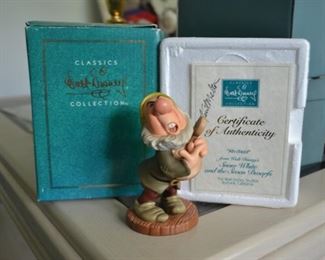 CLASSICS
Walt Disney
COLLECTION
CLASSICS
Walt Disney
COLLECTION
Certificate
of Authenticity
from Walt Disney's
Snow White
and the Seven Dwarfs